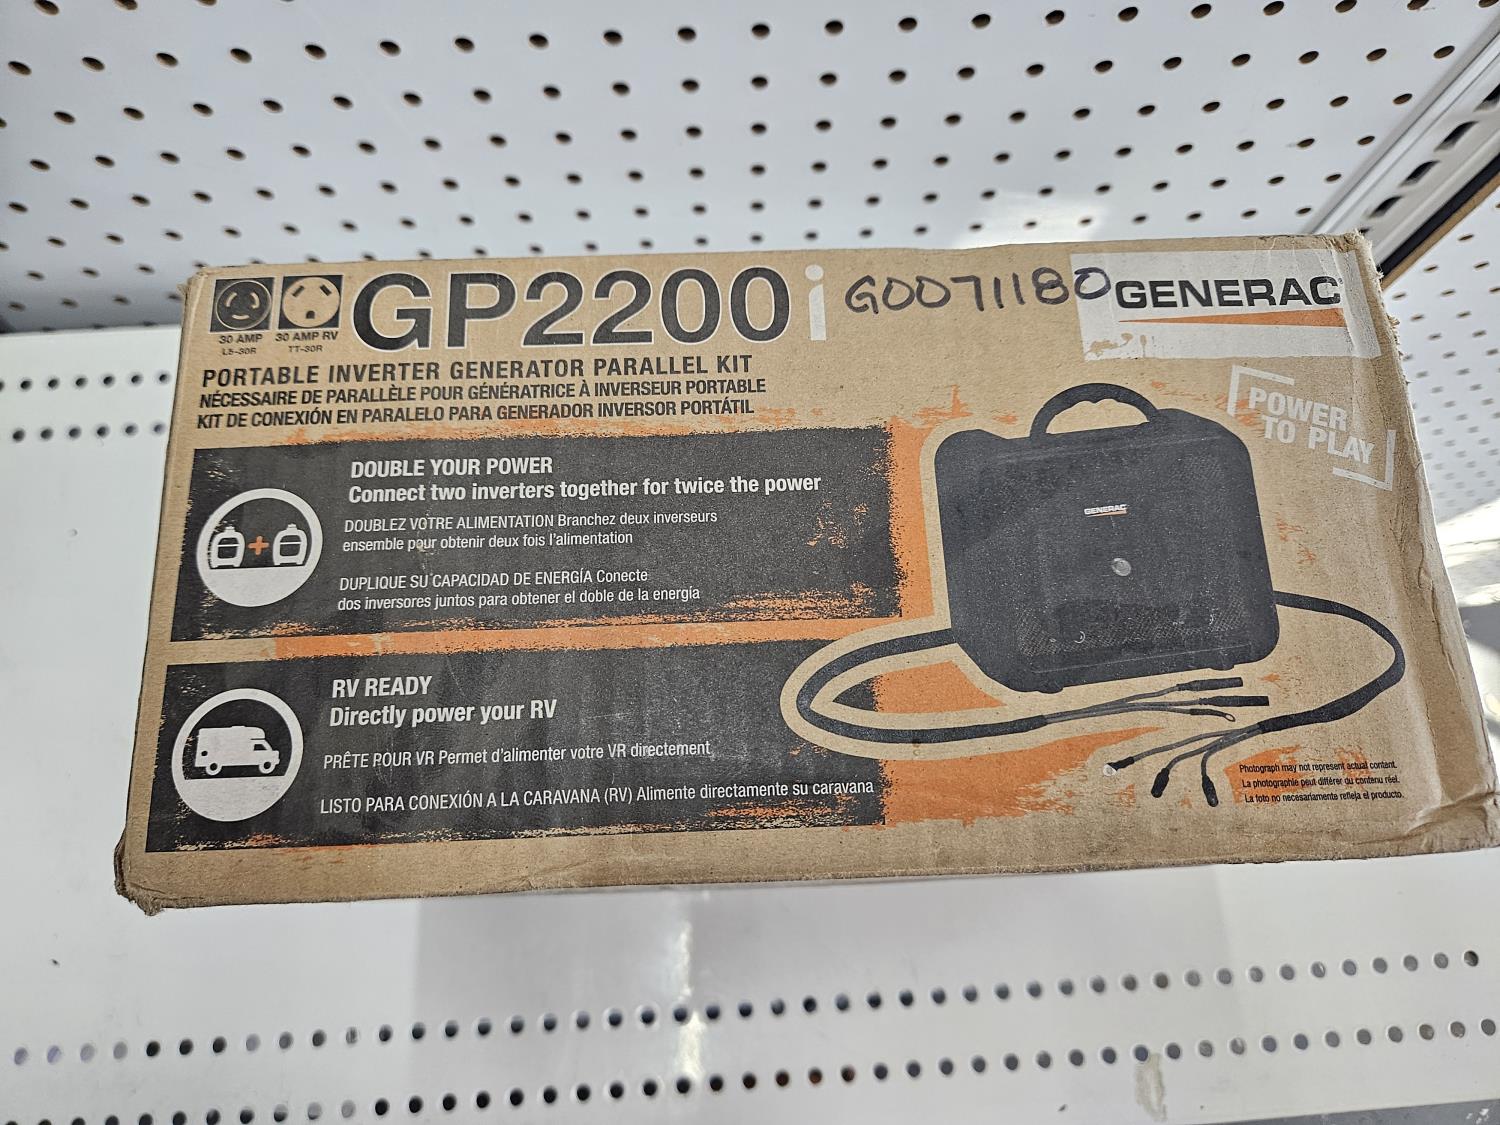 GP2200i
G0071180
GENERAC
30 AMP
L5-30R
30 AMP RV
TT-30R
PORTABLE INVERTER GENERATOR PARALLEL KIT
NÉCESSAIRE DE PARALLÈLE POUR GÉNÉRATRICE À INVERSEUR PORTABLE
KIT DE CONEXIÓN EN PARALELO PARA GENERADOR INVERSOR PORTÁTIL
POWER
TO PLAY
DOUBLE YOUR POWER
Connect two inverters together for twice the power
DOUBLEZ VOTRE ALIMENTATION Branchez deux inverseurs
ensemble pour obtenir deux fois l'alimentation
DUPLIQUE SU CAPACIDAD DE ENERGÍA Conecte
dos inversores juntos para obtener el doble de la energía
GENERAC
RV READY
Directly power your RV
PRÊTE POUR VR Permet d'alimenter votre VR directement
LISTO PARA CONEXIÓN A LA CARAVANA (RV) Alimente directamente su caravana
Photograph may not represent actual content.
La photographie peut différer du contenu réel.
La foto no necesariamente refleja el producto.